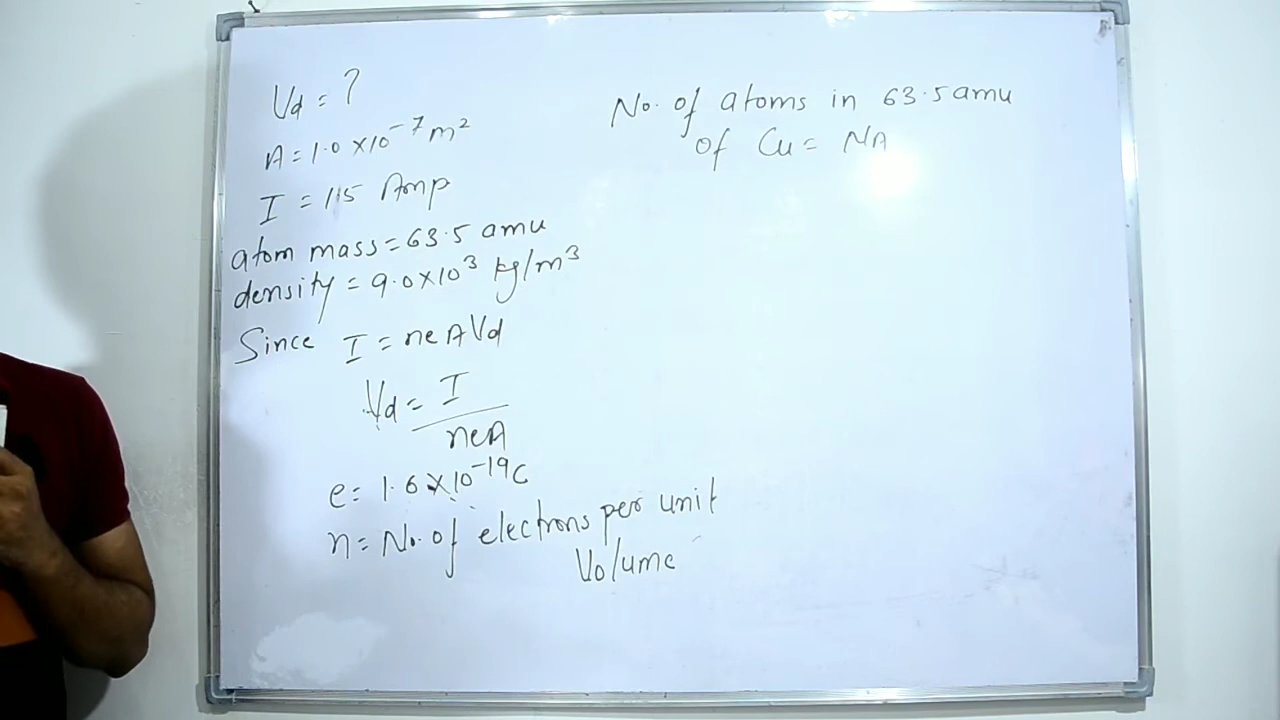 Vd = ?
A = 1.0 × 10⁻⁷ m²
I = 1.5 Amp
atom mass = 63.5 amu
density = 9.0 × 10³ kg/m³
Since I = neAVd
Vd = I / neA
e = 1.6 × 10⁻¹⁹ C
n = No. of electrons per unit
Volume
No. of atoms in 63.5 amu
of Cu = NA